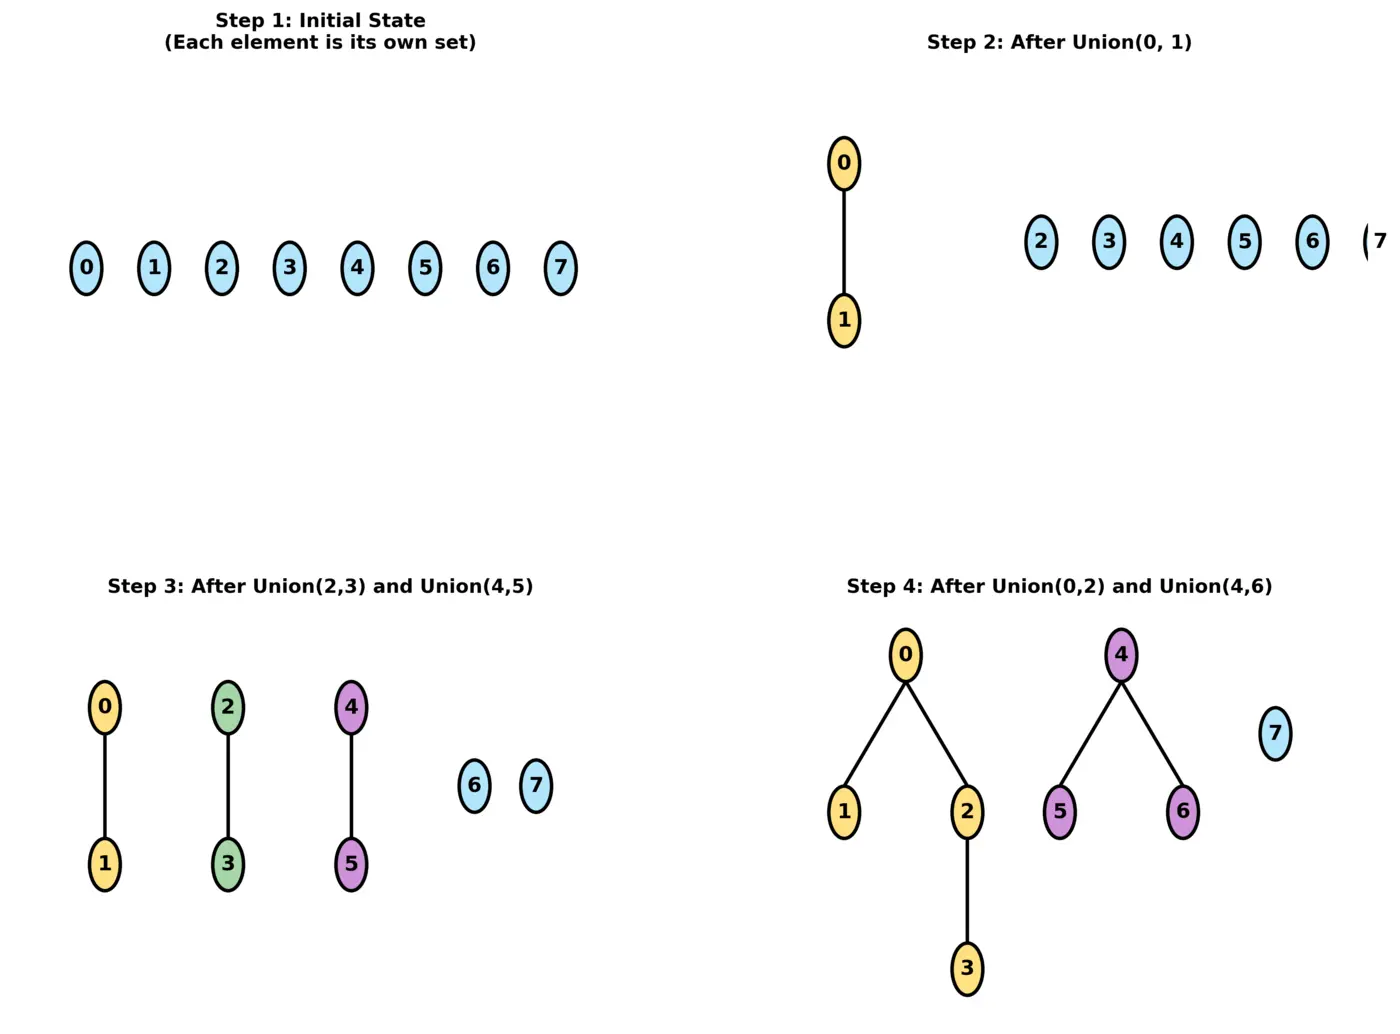 Step 1: Initial State
(Each element is its own set)
0 1 2 3 4 5 6 7
Step 2: After Union(0, 1)
0
2 3 4 5 6 7
1
Step 3: After Union(2,3) and Union(4,5)
0 2 4
6 7
1 3 5
Step 4: After Union(0,2) and Union(4,6)
0 4
7
1 2 5 6
3